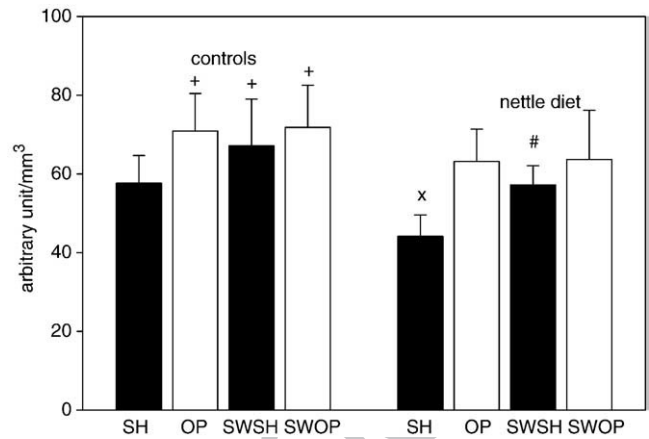 arbitrary unit/mm³
100
80
60
40
20
0
controls
+
+
+
nettle diet
x
#
SH OP SWSH SWOP SH OP SWSH SWOP